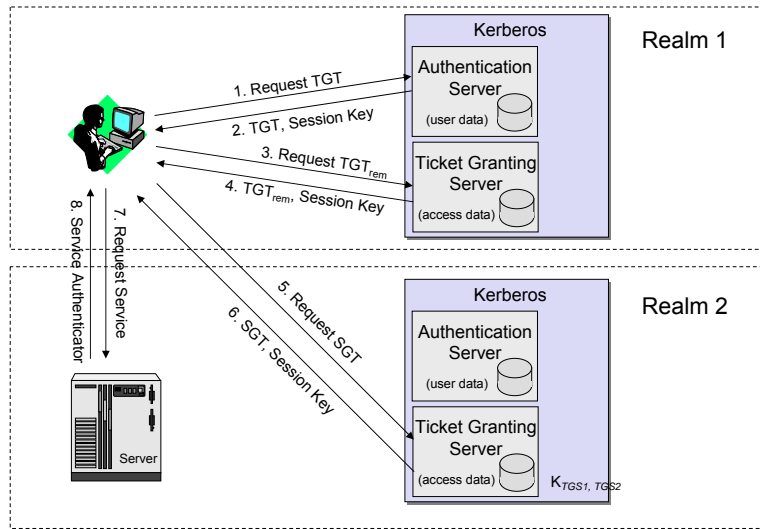 Kerberos
Realm 1
Authentication
Server
(user data)
1. Request TGT
2. TGT, Session Key
3. Request TGTrem
4. TGTrem, Session Key
Ticket Granting
Server
(access data)
8. Service Authenticator
7. Request Service
5. Request SGT
6. SGT, Session Key
Kerberos
Realm 2
Authentication
Server
(user data)
Ticket Granting
Server
(access data)
KTGS1, TGS2
Server